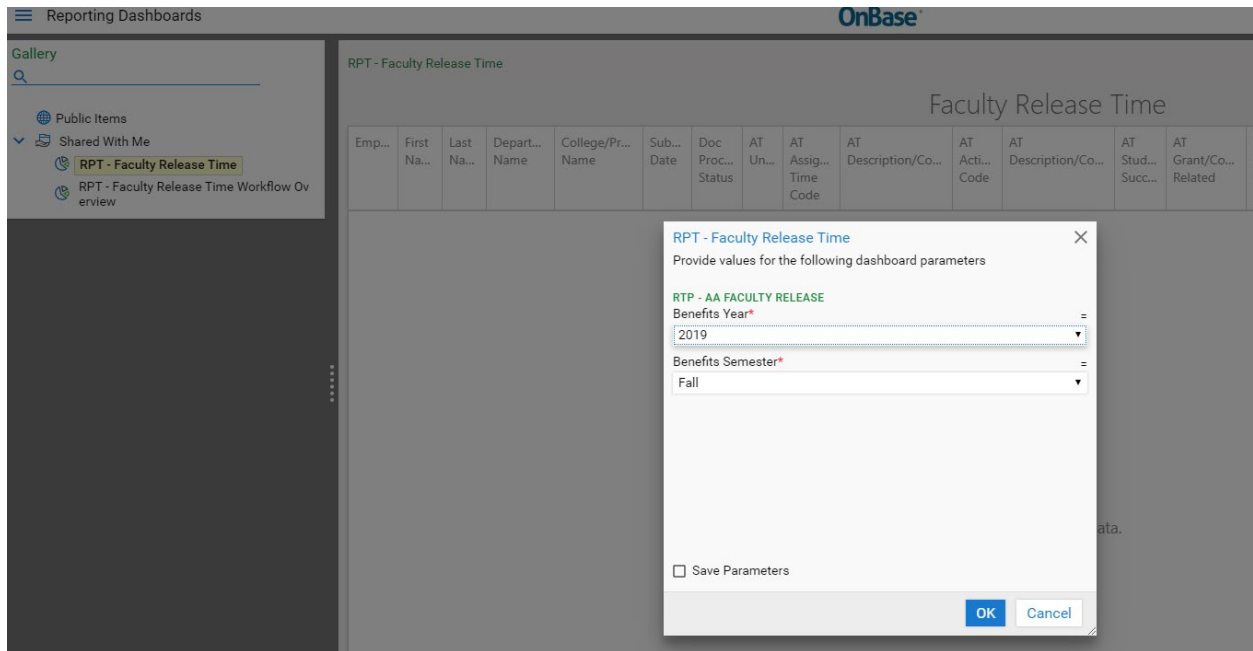 Reporting Dashboards
OnBase
Gallery
Public Items
Shared With Me
RPT - Faculty Release Time
RPT - Faculty Release Time Workflow Ov
erview
RPT - Faculty Release Time
Faculty Release Time
Emp... First Last Depart... College/Pr... Sub... Doc AT AT AT AT AT AT AT
Na... Na... Name Name Date Proc... Un... Assig... Description/Co... Acti... Description/Co... Stud... Grant/Co...
Status Time Code Succ... Related
Code
RPT - Faculty Release Time
Provide values for the following dashboard parameters
RTP - AA FACULTY RELEASE
Benefits Year* =
2019
Benefits Semester* =
Fall
ata.
Save Parameters
OK Cancel